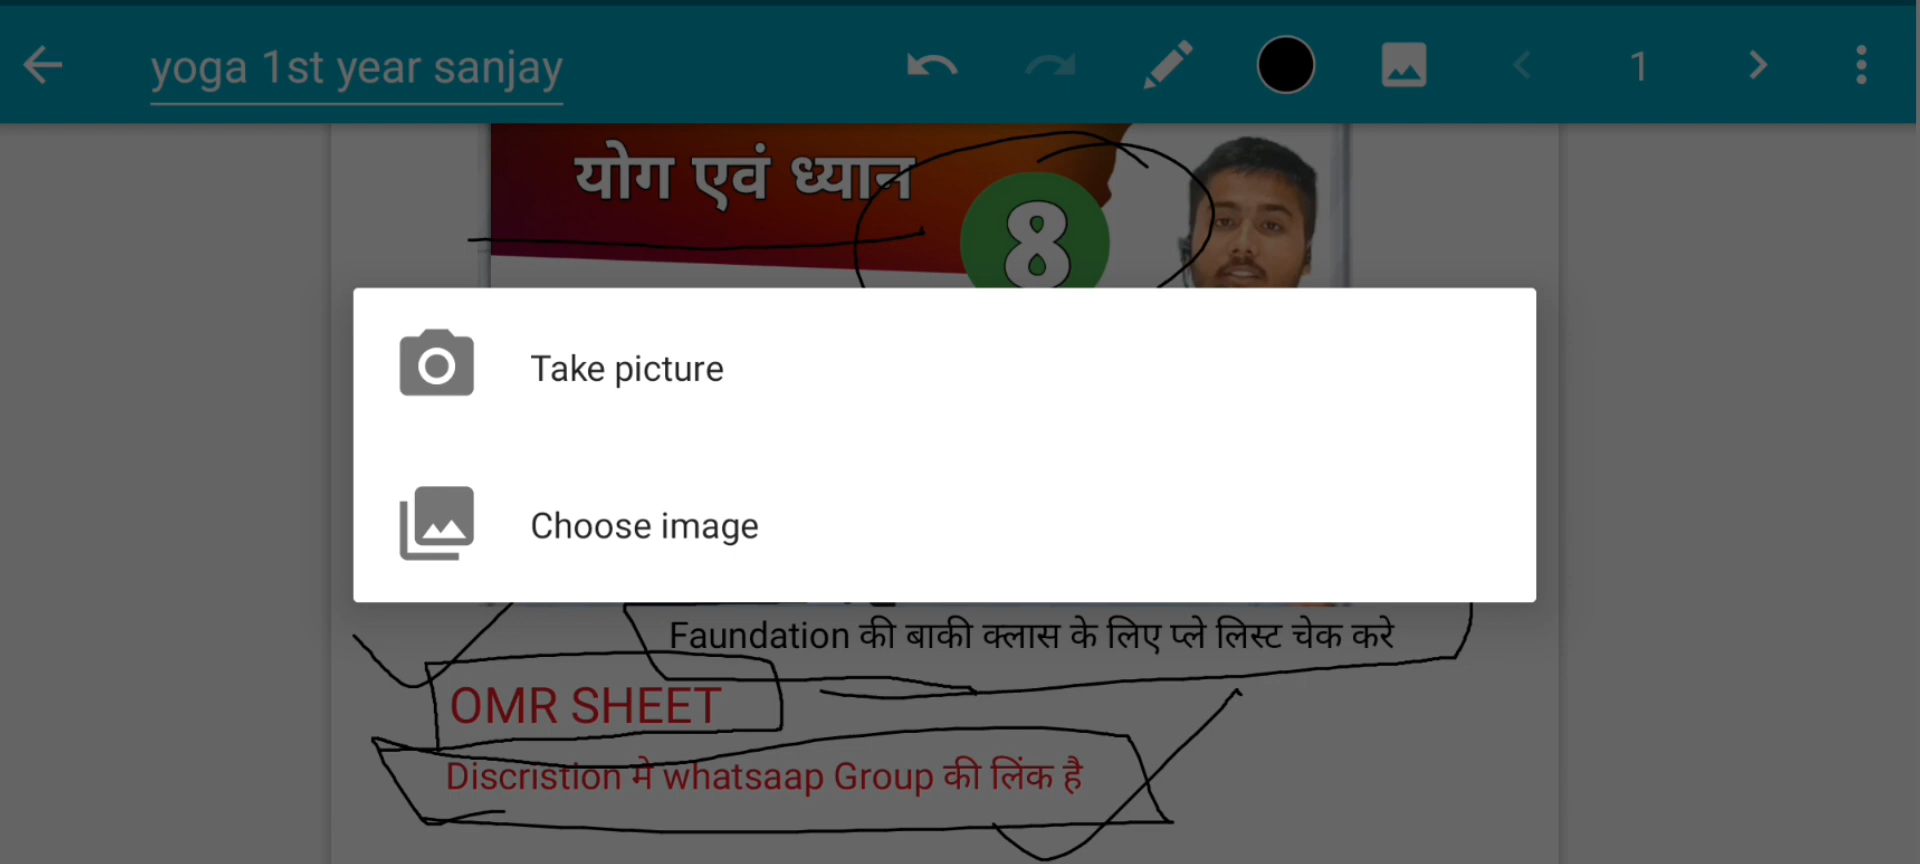 yoga 1st year sanjay
1
योग एवं ध्यान
8
Take picture
Choose image
Faundation की बाकी क्लास के लिए प्ले लिस्ट चेक करे
OMR SHEET
Discristion मे whatsaap Group की लिंक है